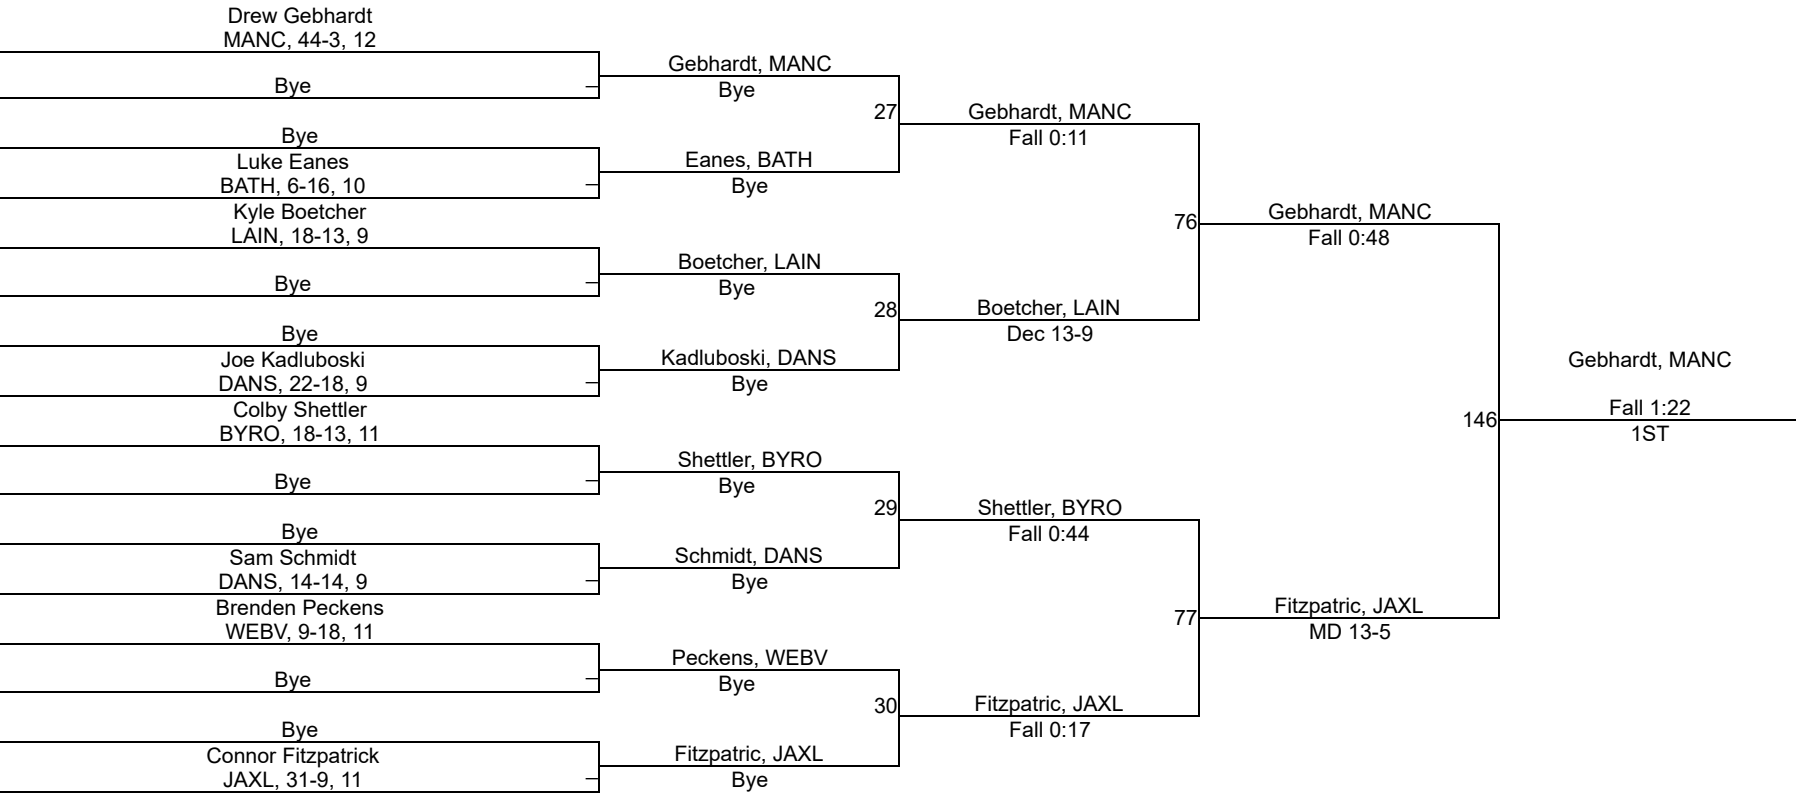 Drew Gebhardt
MANC, 44-3, 12
Bye
Bye
Luke Eanes
BATH, 6-16, 10
Kyle Boetcher
LAIN, 18-13, 9
Bye
Bye
Joe Kadluboski
DANS, 22-18, 9
Colby Shettler
BYRO, 18-13, 11
Bye
Bye
Sam Schmidt
DANS, 14-14, 9
Brenden Peckens
WEBV, 9-18, 11
Bye
Bye
Connor Fitzpatrick
JAXL, 31-9, 11
Gebhardt, MANC
Bye
27
Eanes, BATH
Bye
Boetcher, LAIN
Bye
28
Kadluboski, DANS
Bye
Shettler, BYRO
Bye
29
Schmidt, DANS
Bye
Peckens, WEBV
Bye
30
Fitzpatric, JAXL
Bye
Gebhardt, MANC
Fall 0:11
76
Boetcher, LAIN
Dec 13-9
Shettler, BYRO
Fall 0:44
77
Fitzpatric, JAXL
Fall 0:17
Gebhardt, MANC
Fall 0:48
146
Fitzpatric, JAXL
MD 13-5
Gebhardt, MANC
Fall 1:22
1ST